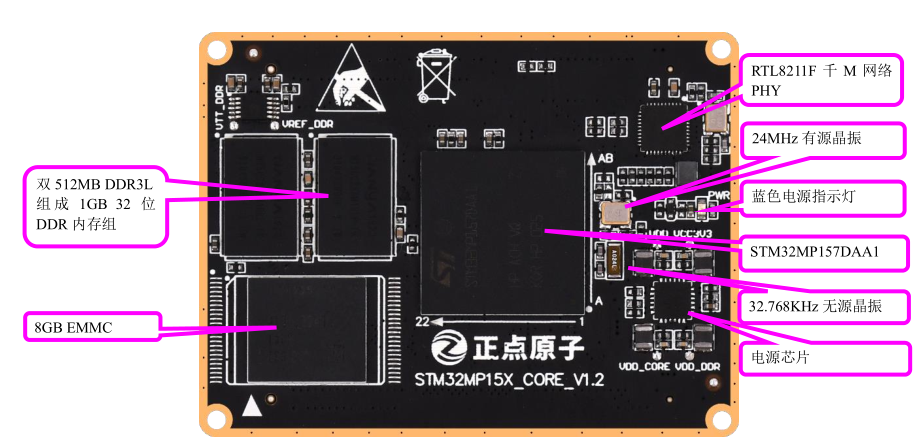 RTL8211F 千 M 网络
PHY
24MHz 有源晶振
蓝色电源指示灯
STM32MP157DAA1
32.768KHz 无源晶振
电源芯片
双 512MB DDR3L
组成 1GB 32 位
DDR 内存组
8GB EMMC
VTT_DDR
VREF_DDR
AB
PWR
VDD_VCC3V3
A
22
1
正点原子
STM32MP15X_CORE_V1.2
VDD_CORE VDD_DDR